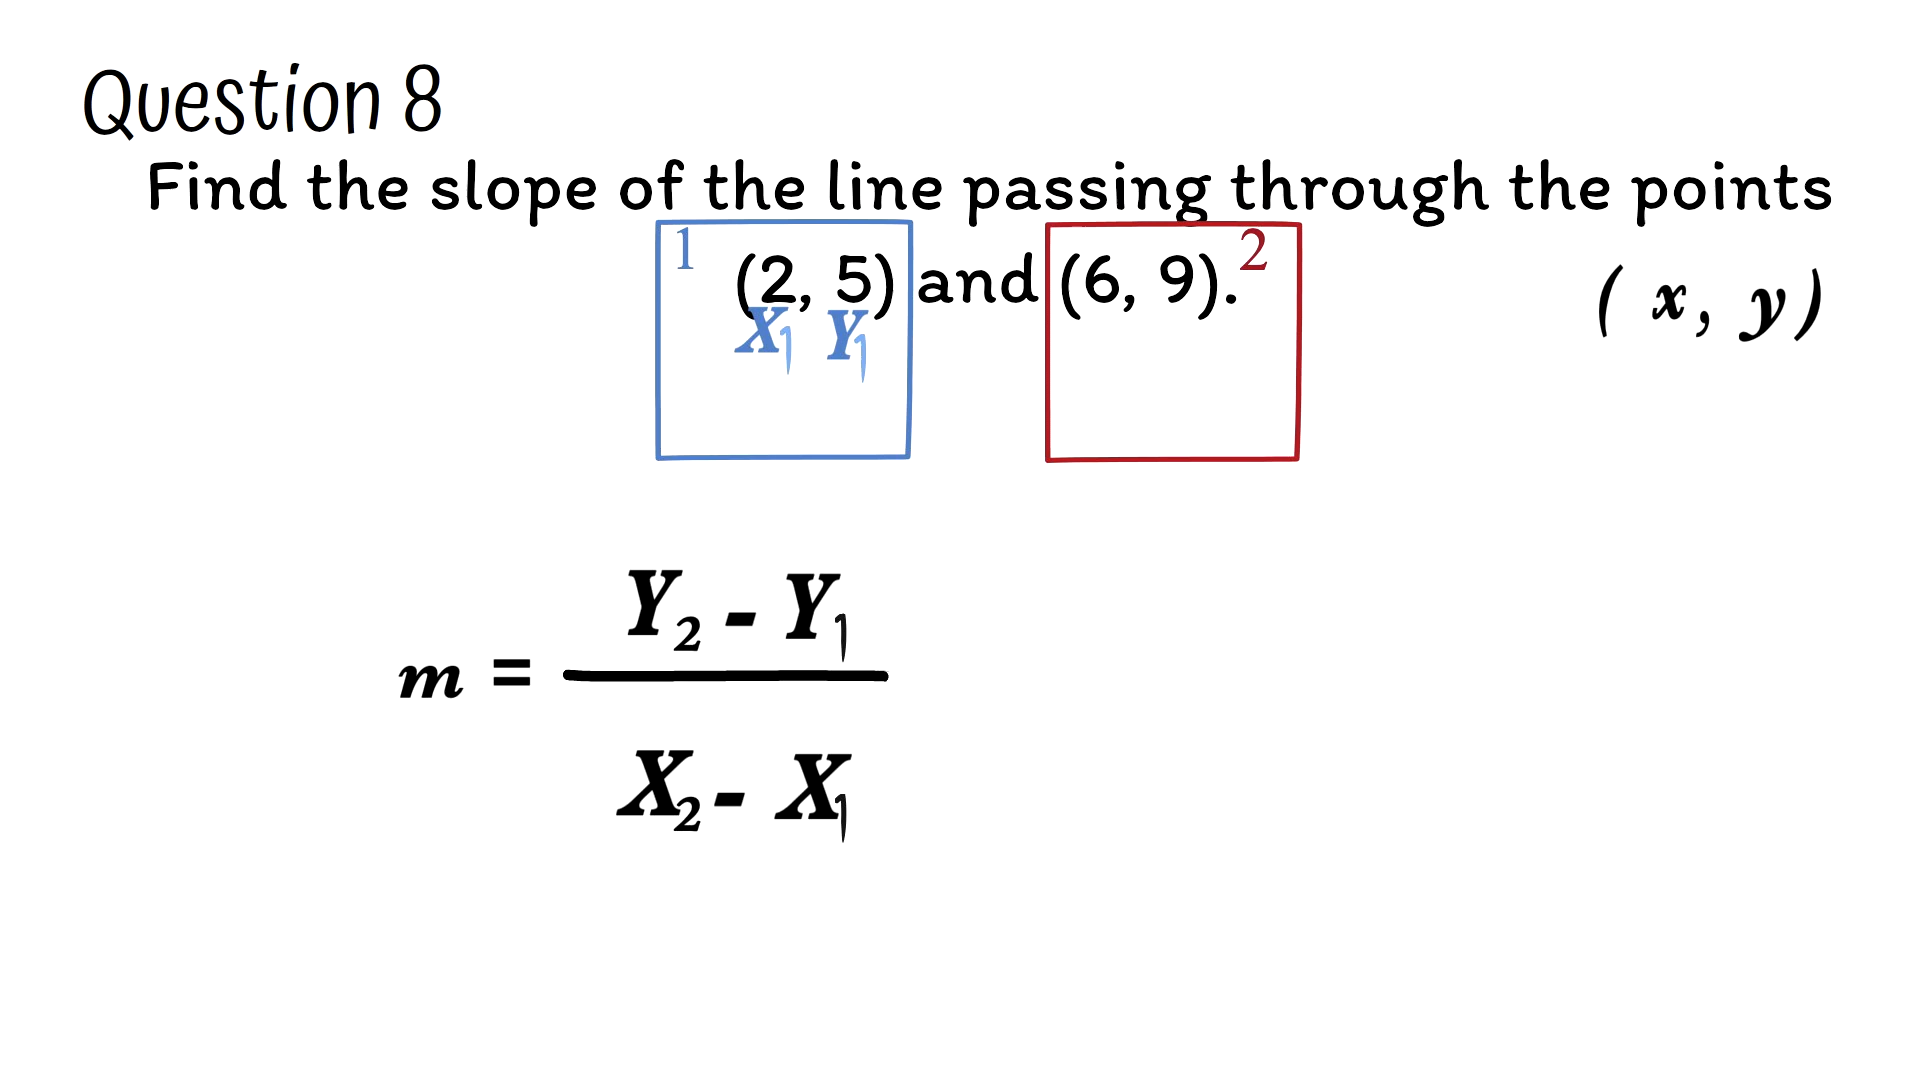 Question 8
Find the slope of the line passing through the points
1 (2, 5) and (6, 9). 2
X1 Y1
( x, y)
Y2 - Y1
m =
X2 - X1